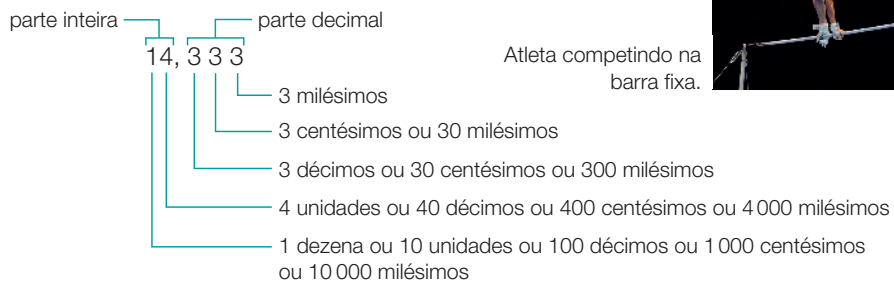 parte inteira
parte decimal
14, 3 3 3
Atleta competindo na
barra fixa.
3 milésimos
3 centésimos ou 30 milésimos
3 décimos ou 30 centésimos ou 300 milésimos
4 unidades ou 40 décimos ou 400 centésimos ou 4 000 milésimos
1 dezena ou 10 unidades ou 100 décimos ou 1 000 centésimos
ou 10 000 milésimos